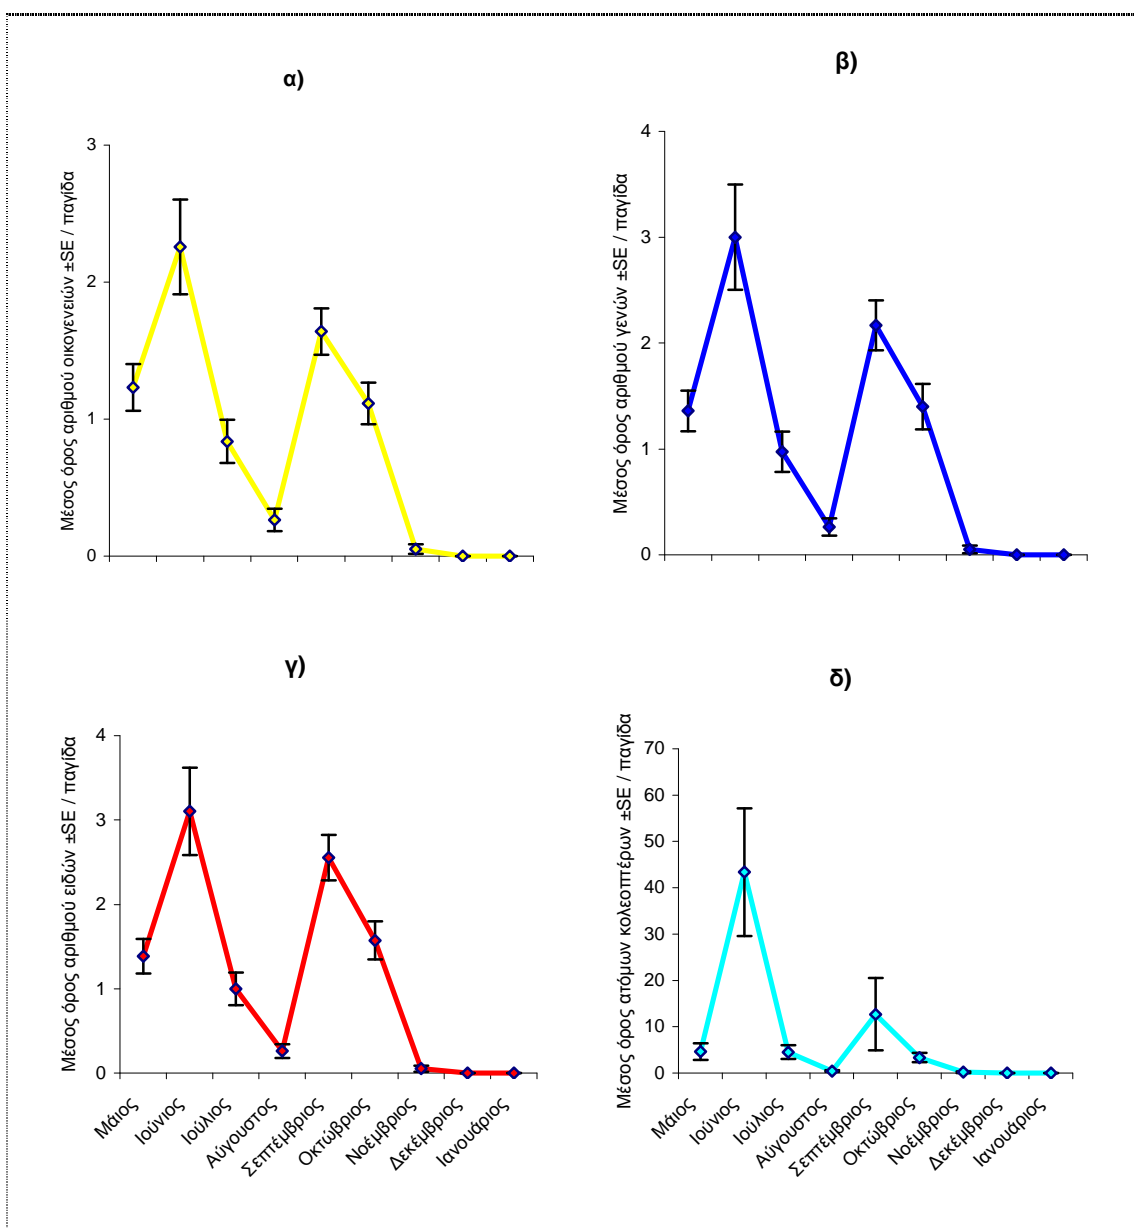 α)
Μέσος όρος αριθμού οικογενειών ±SE / παγίδα
3
2
1
0
β)
Μέσος όρος αριθμού γενών ±SE / παγίδα
4
3
2
1
0
γ)
Μέσος όρος αριθμού ειδών ±SE / παγίδα
4
3
2
1
0
Μάιος
Ιούνιος
Ιούλιος
Αύγουστος
Σεπτέμβριος
Οκτώβριος
Νοέμβριος
Δεκέμβριος
Ιανουάριος
δ)
Μέσος όρος ατόμων κολεοπτέρων ±SE / παγίδα
70
60
50
40
30
20
10
0
Μάιος
Ιούνιος
Ιούλιος
Αύγουστος
Σεπτέμβριος
Οκτώβριος
Νοέμβριος
Δεκέμβριος
Ιανουάριος